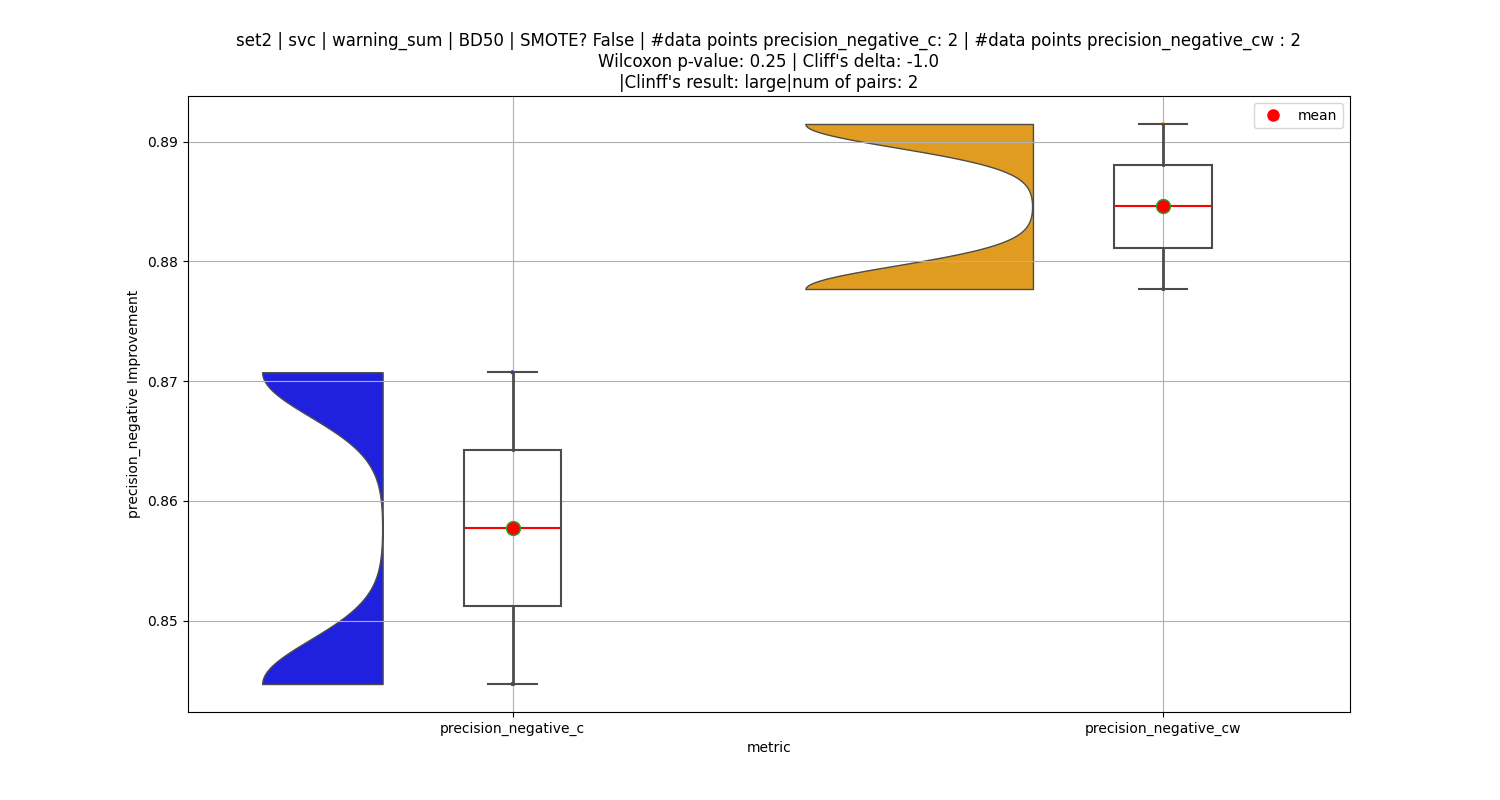 set2 | svc | warning_sum | BD50 | SMOTE? False | #data points precision_negative_c: 2 | #data points precision_negative_cw : 2
Wilcoxon p-value: 0.25 | Cliff's delta: -1.0
|Clinff's result: large|num of pairs: 2
mean
0.89
0.88
0.87
0.86
0.85
precision_negative Improvement
precision_negative_c
precision_negative_cw
metric